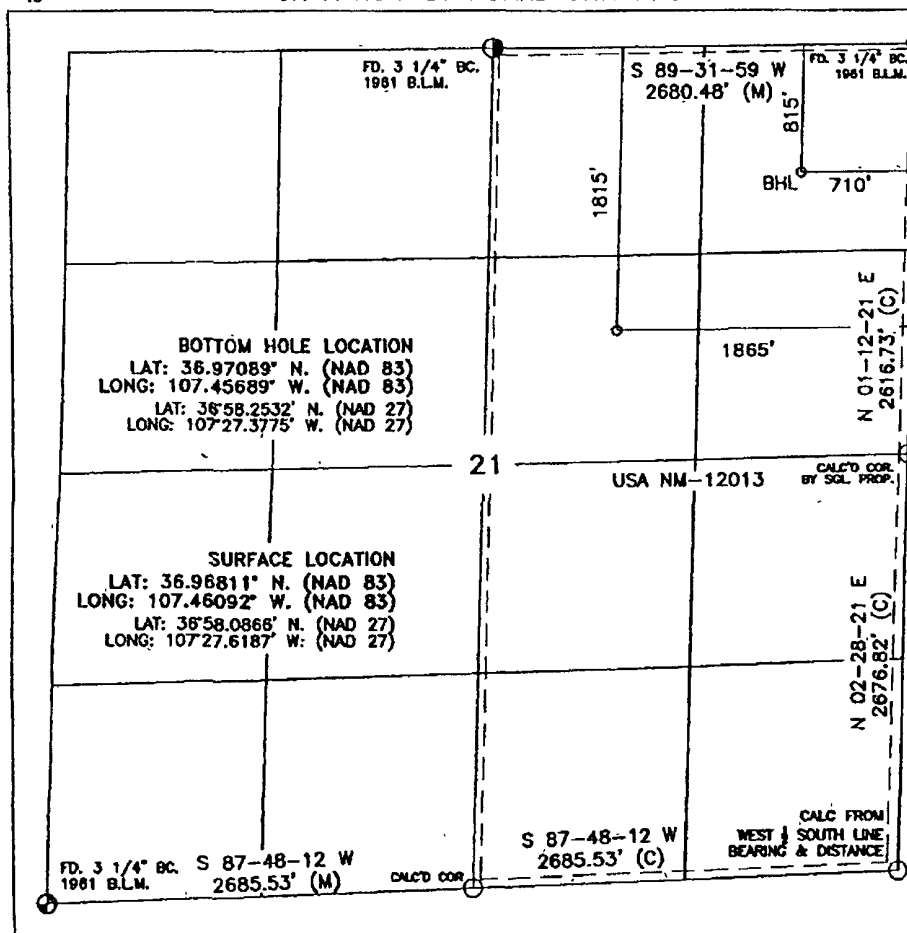 FD. 3 1/4" BC.
1961 B.L.M.
S 89-31-59 W
2680.48' (M)
FD. 3 1/4" BC.
1961 B.L.M.
815'
1815'
BHL
710'
1865'
N 01-12-21 E
2616.73' (C)
BOTTOM HOLE LOCATION
LAT: 36.97089° N. (NAD 83)
LONG: 107.45689° W. (NAD 83)
LAT: 36°58.2532' N. (NAD 27)
LONG: 107°27.3775' W. (NAD 27)
21
USA NM-12013
CALC'D COR.
BY SGL. PROP.
SURFACE LOCATION
LAT: 36.96811° N. (NAD 83)
LONG: 107.46092° W. (NAD 83)
LAT: 36°58.0866' N. (NAD 27)
LONG: 107°27.6187' W. (NAD 27)
N 02-28-21 E
2676.82' (C)
CALC FROM
WEST & SOUTH LINE
BEARING & DISTANCE
FD. 3 1/4" BC.
1961 B.L.M.
S 87-48-12 W
2685.53' (M)
CALC'D COR
S 87-48-12 W
2685.53' (C)